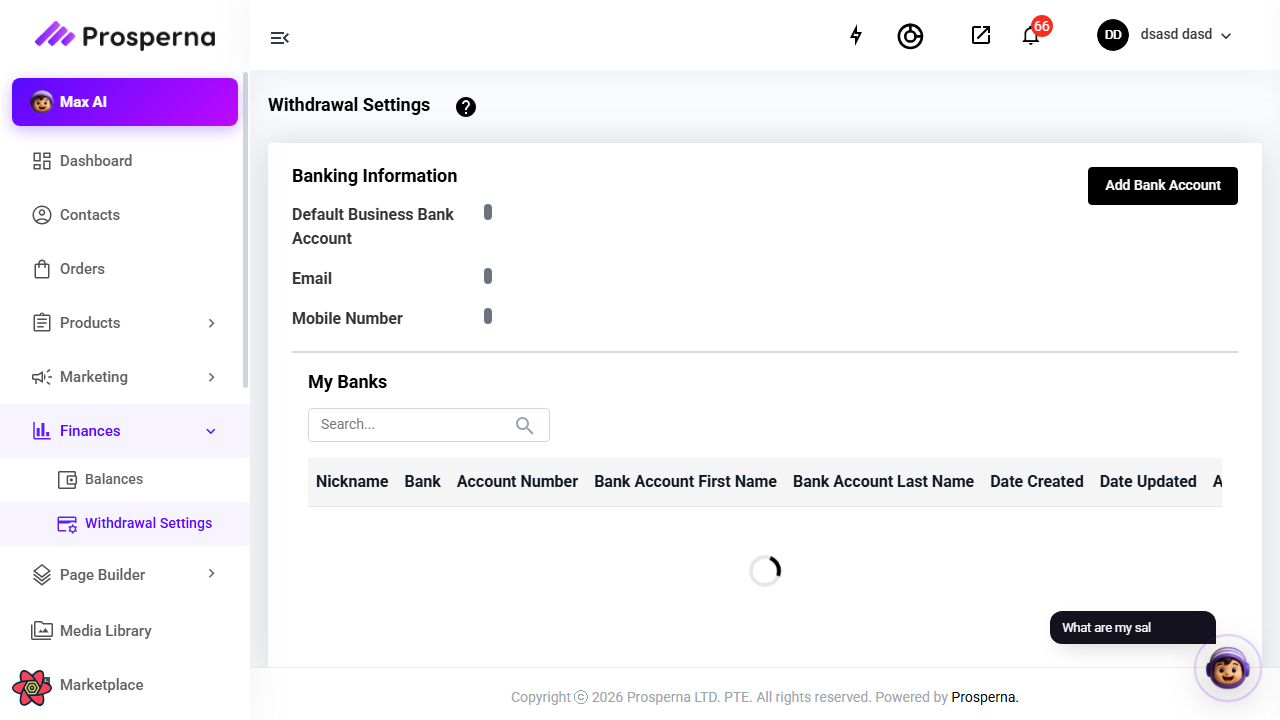 Prosperna
66
DD
dsasd dasd
Max AI
Dashboard
Contacts
Orders
Products
Marketing
Finances
Balances
Withdrawal Settings
Page Builder
Media Library
Marketplace
Withdrawal Settings
?
Banking Information
Add Bank Account
Default Business Bank
Account
Email
Mobile Number
My Banks
Search...
Nickname Bank Account Number Bank Account First Name Bank Account Last Name Date Created Date Updated A
What are my sal
Copyright © 2026 Prosperna LTD. PTE. All rights reserved. Powered by Prosperna.